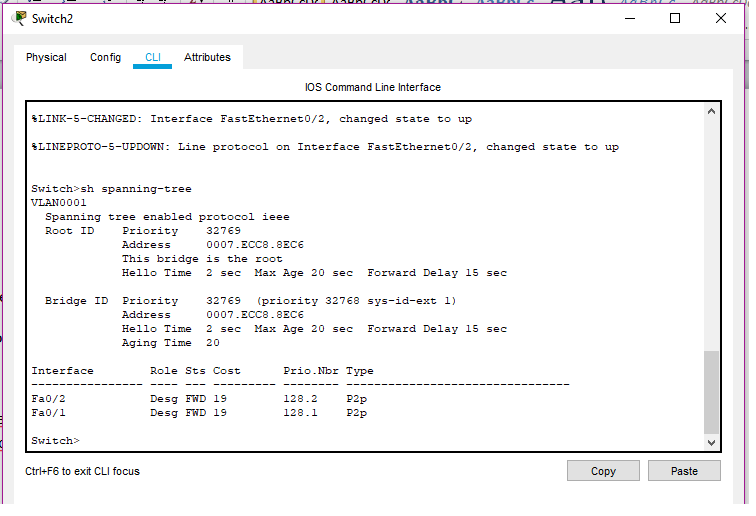 Switch2
Physical Config CLI Attributes
IOS Command Line Interface
%LINK-5-CHANGED: Interface FastEthernet0/2, changed state to up
%LINEPROTO-5-UPDOWN: Line protocol on Interface FastEthernet0/2, changed state to up
Switch>sh spanning-tree
VLAN0001
Spanning tree enabled protocol ieee
Root ID Priority 32769
Address 0007.ECC8.8EC6
This bridge is the root
Hello Time 2 sec Max Age 20 sec Forward Delay 15 sec
Bridge ID Priority 32769 (priority 32768 sys-id-ext 1)
Address 0007.ECC8.8EC6
Hello Time 2 sec Max Age 20 sec Forward Delay 15 sec
Aging Time 20
Interface Role Sts Cost Prio.Nbr Type
---------------- ---- --- --------- -------- --------------------------------
Fa0/2 Desg FWD 19 128.2 P2p
Fa0/1 Desg FWD 19 128.1 P2p
Switch>
Ctrl+F6 to exit CLI focus
Copy Paste